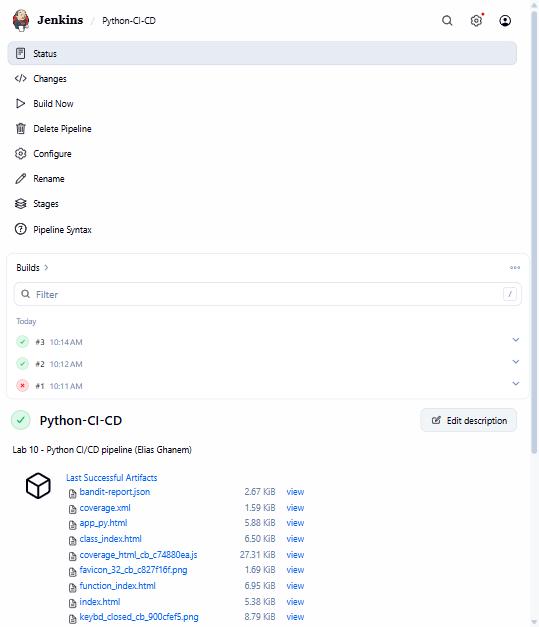 Jenkins / Python-CI-CD
Status
Changes
Build Now
Delete Pipeline
Configure
Rename
Stages
Pipeline Syntax
Builds
Filter /
Today
#3 10:14 AM
#2 10:12 AM
#1 10:11 AM
Python-CI-CD Edit description
Lab 10 - Python CI/CD pipeline (Elias Ghanem)
Last Successful Artifacts
bandit-report.json 2.67 KiB view
coverage.xml 1.59 KiB view
app_py.html 5.88 KiB view
class_index.html 6.50 KiB view
coverage_html_cb_c74880ea.js 27.31 KiB view
favicon_32_cb_c827f16f.png 1.69 KiB view
function_index.html 6.95 KiB view
index.html 5.38 KiB view
keybd_closed_cb_900cfef5.png 8.79 KiB view